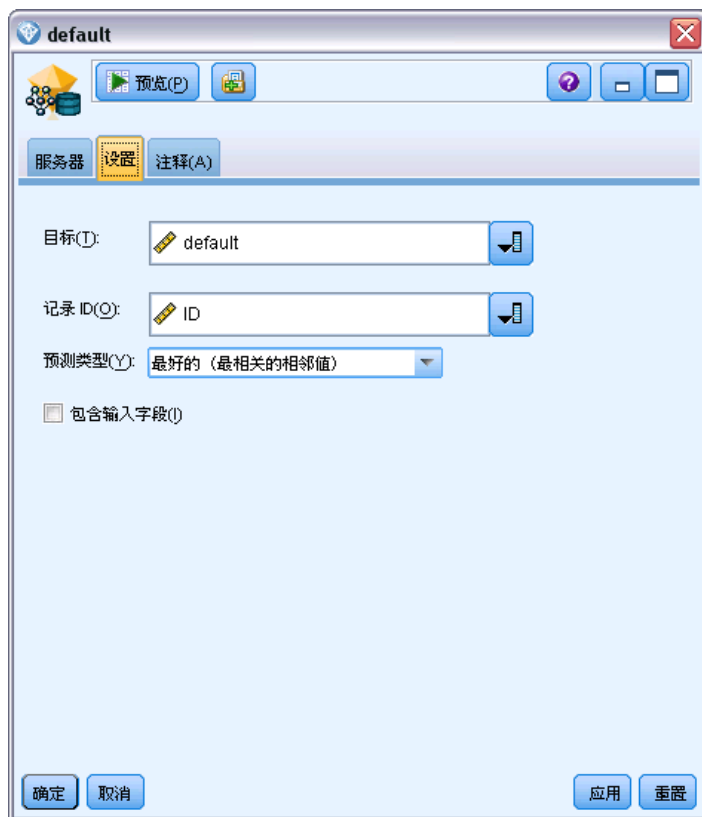 default
预览(P)
服务器
设置
注释(A)
目标(T):
default
记录 ID(O):
ID
预测类型(Y):
最好的（最相关的相邻值）
包含输入字段(I)
确定
取消
应用
重置